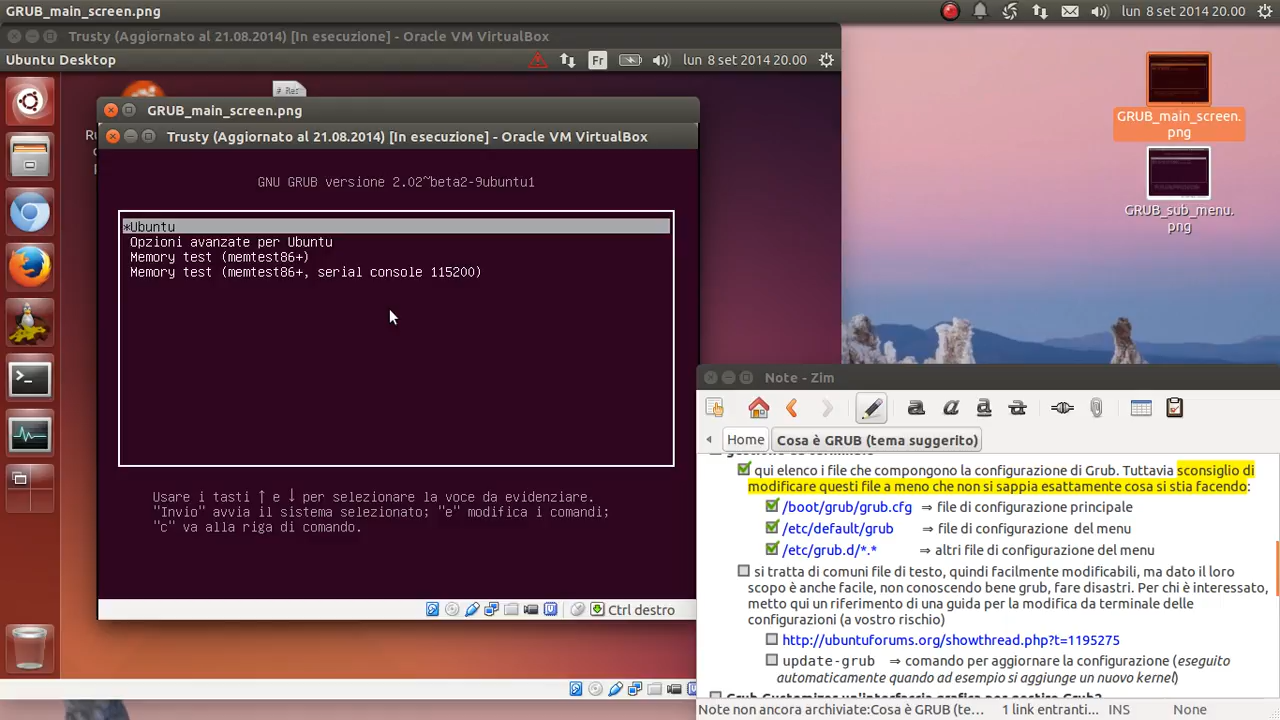 GRUB_main_screen.png
lun 8 set 2014 20.00
Trusty (Aggiornato al 21.08.2014) [In esecuzione] - Oracle VM VirtualBox
Ubuntu Desktop
Fr
lun 8 set 2014 20.00
# Res
GRUB_main_screen.png
Trusty (Aggiornato al 21.08.2014) [In esecuzione] - Oracle VM VirtualBox
GNU GRUB versione 2.02~beta2-9ubuntu1
*Ubuntu
Opzioni avanzate per Ubuntu
Memory test (memtest86+)
Memory test (memtest86+, serial console 115200)
Usare i tasti ↑ e ↓ per selezionare la voce da evidenziare.
"Invio" avvia il sistema selezionato; "e" modifica i comandi;
"c" va alla riga di comando.
Ctrl destro
GRUB_main_screen.
png
GRUB_sub_menu.
png
Note - Zim
Home
Cosa è GRUB (tema suggerito)
qui elenco i file che compongono la configurazione di Grub. Tuttavia sconsiglio di
modificare questi file a meno che non si sappia esattamente cosa si stia facendo:
/boot/grub/grub.cfg ⇒ file di configurazione principale
/etc/default/grub ⇒ file di configurazione del menu
/etc/grub.d/*.* ⇒ altri file di configurazione del menu
si tratta di comuni file di testo, quindi facilmente modificabili, ma dato il loro
scopo è anche facile, non conoscendo bene grub, fare disastri. Per chi è interessato,
metto qui un riferimento di una guida per la modifica da terminale delle
configurazioni (a vostro rischio)
http://ubuntuforums.org/showthread.php?t=1195275
update-grub ⇒ comando per aggiornare la configurazione (eseguito
automaticamente quando ad esempio si aggiunge un nuovo kernel)
Grub Customizer un'interfaccia grafica per gestire Grub2
Note non ancora archiviate:Cosa è GRUB (te...
1 link entranti...
INS
None